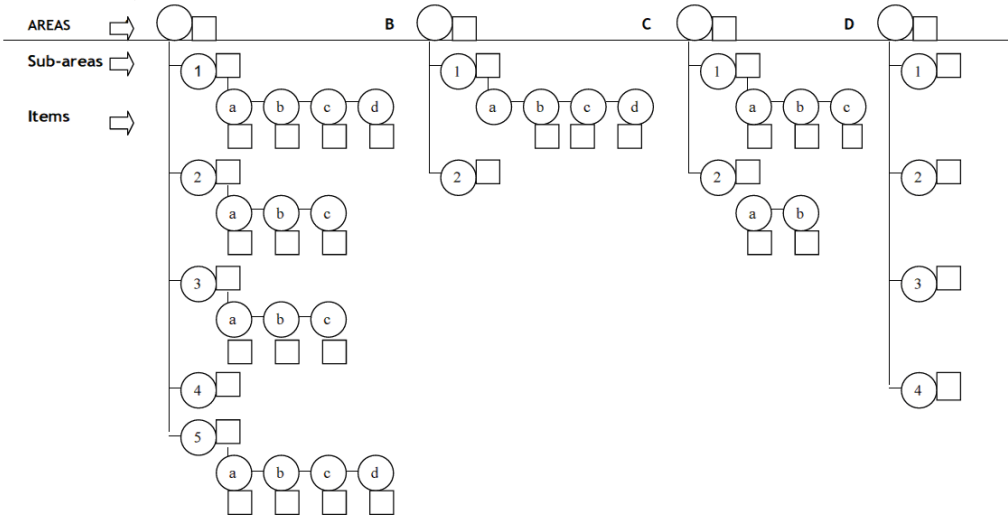 AREAS B C D
Sub-areas 1 1 1 1
Items a b c d a b c d a b c
2 2 2 2
a b c a b
3 3
a b c
4 4
5
a b c d